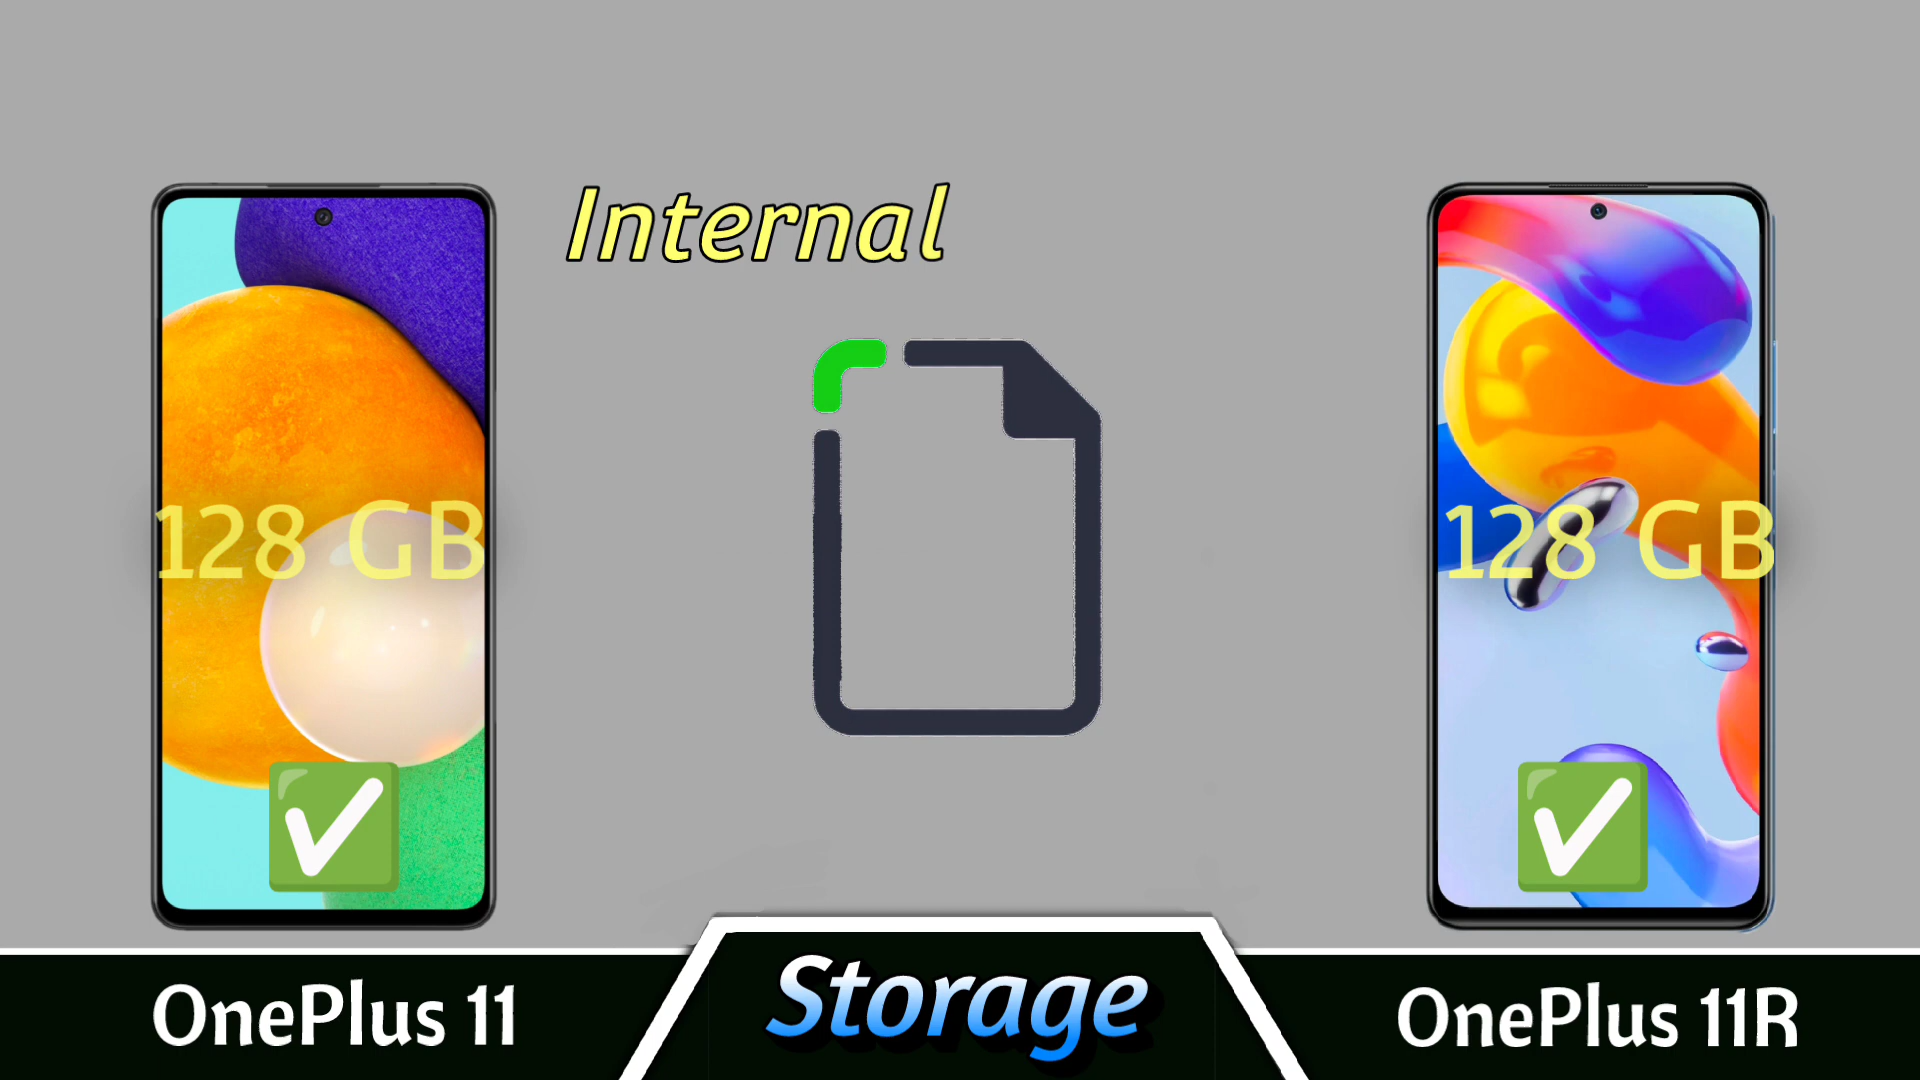 Internal
128 GB
128 GB
OnePlus 11
Storage
OnePlus 11R